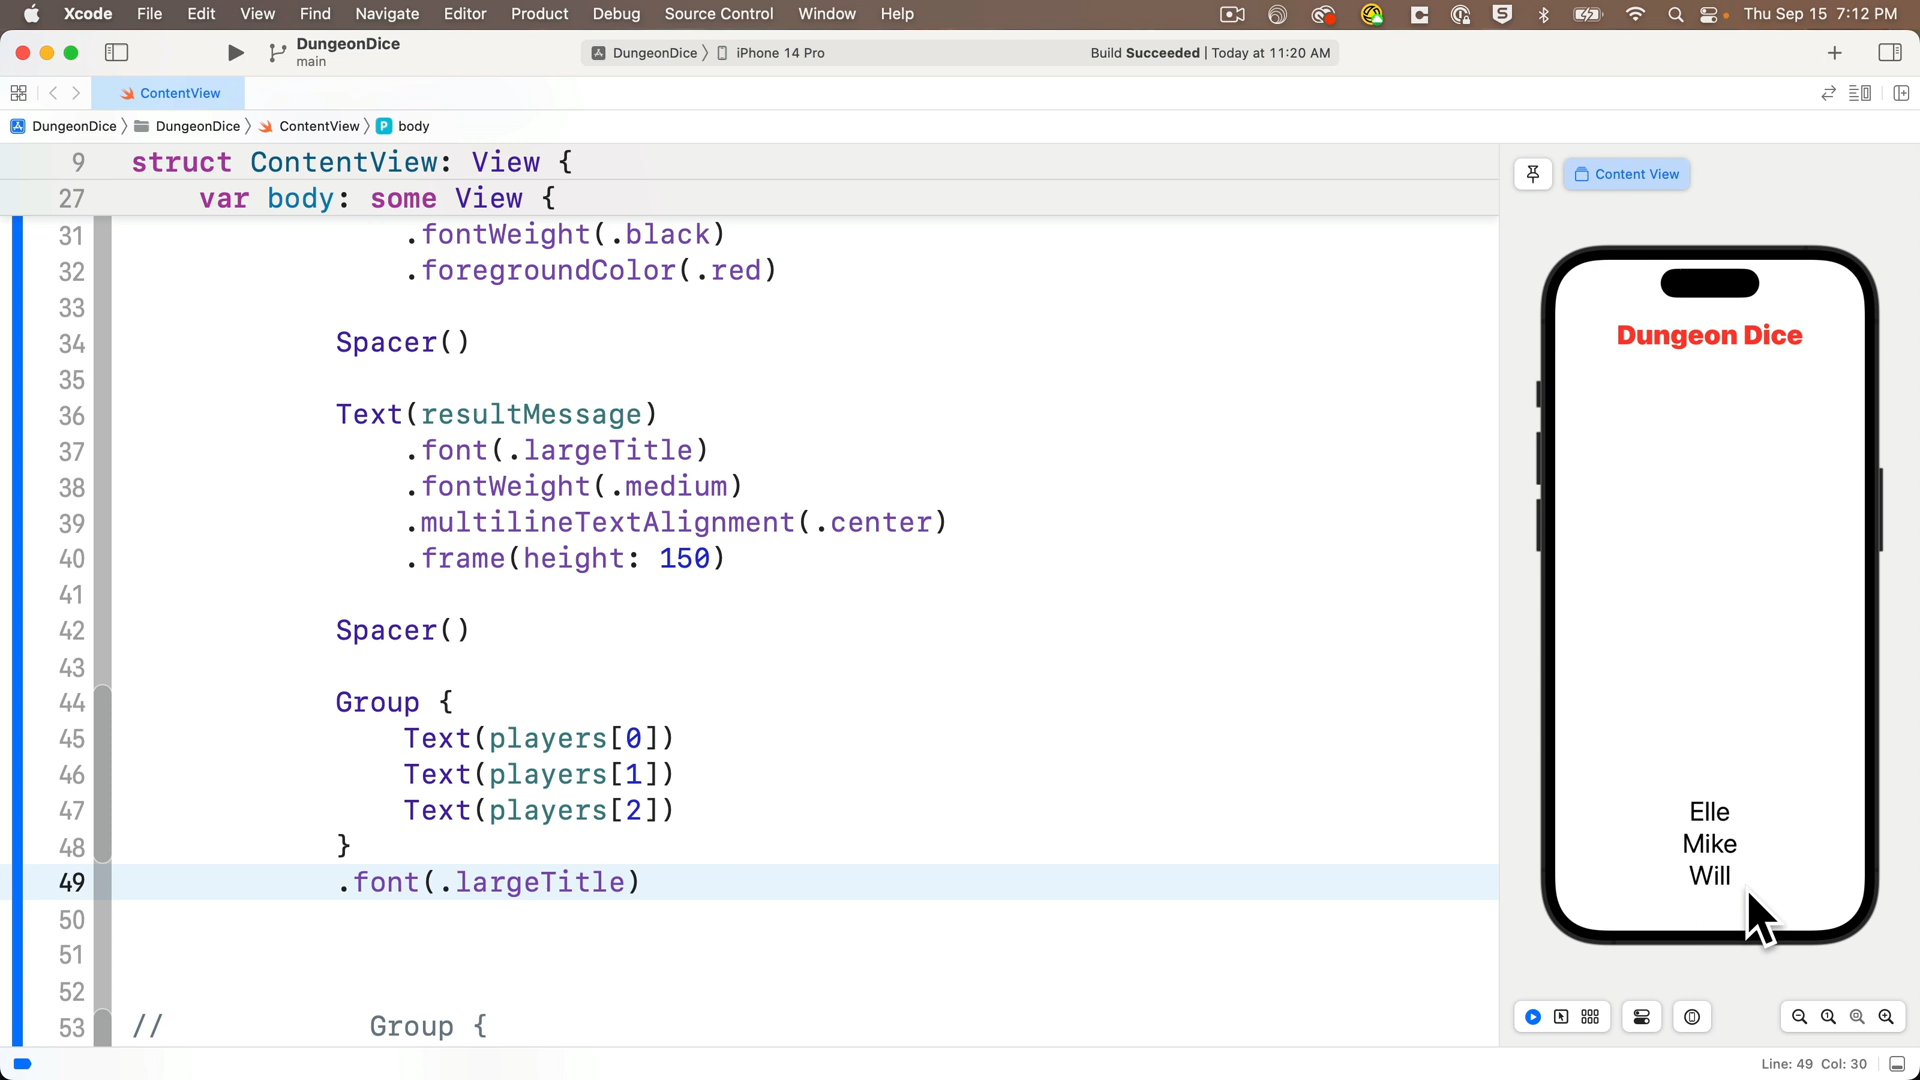 Xcode File Edit View Find Navigate Editor Product Debug Source Control Window Help Thu Sep 15 7:12 PM
DungeonDice
main
DungeonDice iPhone 14 Pro Build Succeeded | Today at 11:20 AM
ContentView
DungeonDice DungeonDice ContentView P body
9 struct ContentView: View {
27 var body: some View {
31 .fontWeight(.black)
32 .foregroundColor(.red)
33
34 Spacer()
35
36 Text(resultMessage)
37 .font(.largeTitle)
38 .fontWeight(.medium)
39 .multilineTextAlignment(.center)
40 .frame(height: 150)
41
42 Spacer()
43
44 Group {
45 Text(players[0])
46 Text(players[1])
47 Text(players[2])
48 }
49 .font(.largeTitle)
50
51
52
53 // Group {
Content View
Dungeon Dice
Elle
Mike
Will
Line: 49 Col: 30